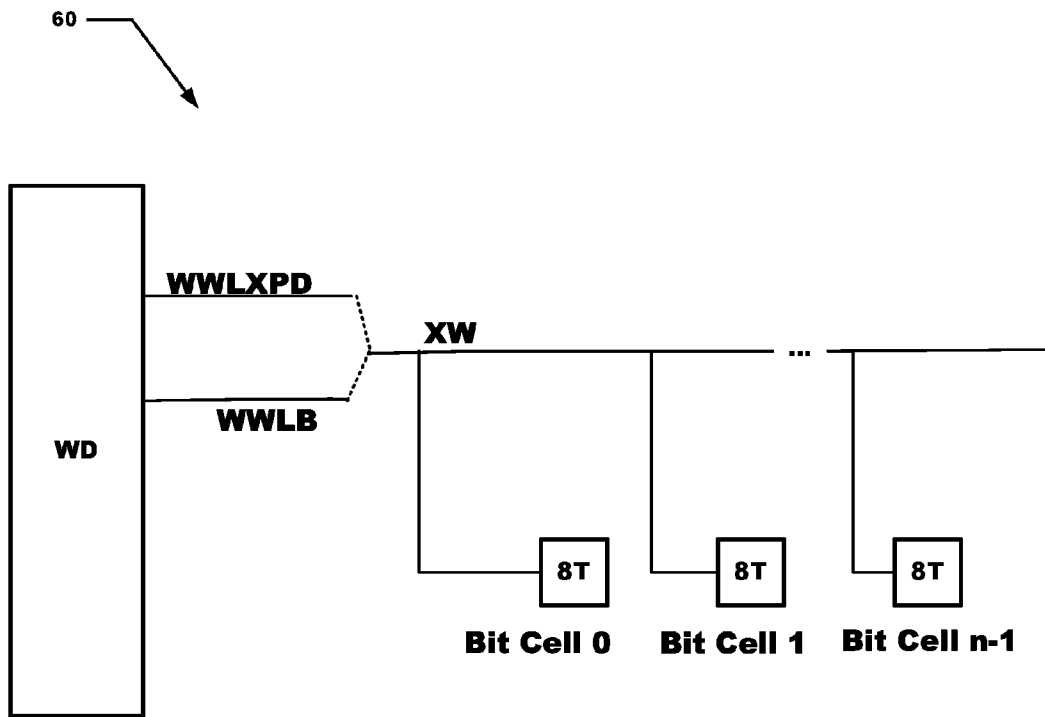 60
WWLXPD
XW
...
WWLB
WD
8T
8T
8T
Bit Cell 0
Bit Cell 1
Bit Cell n-1